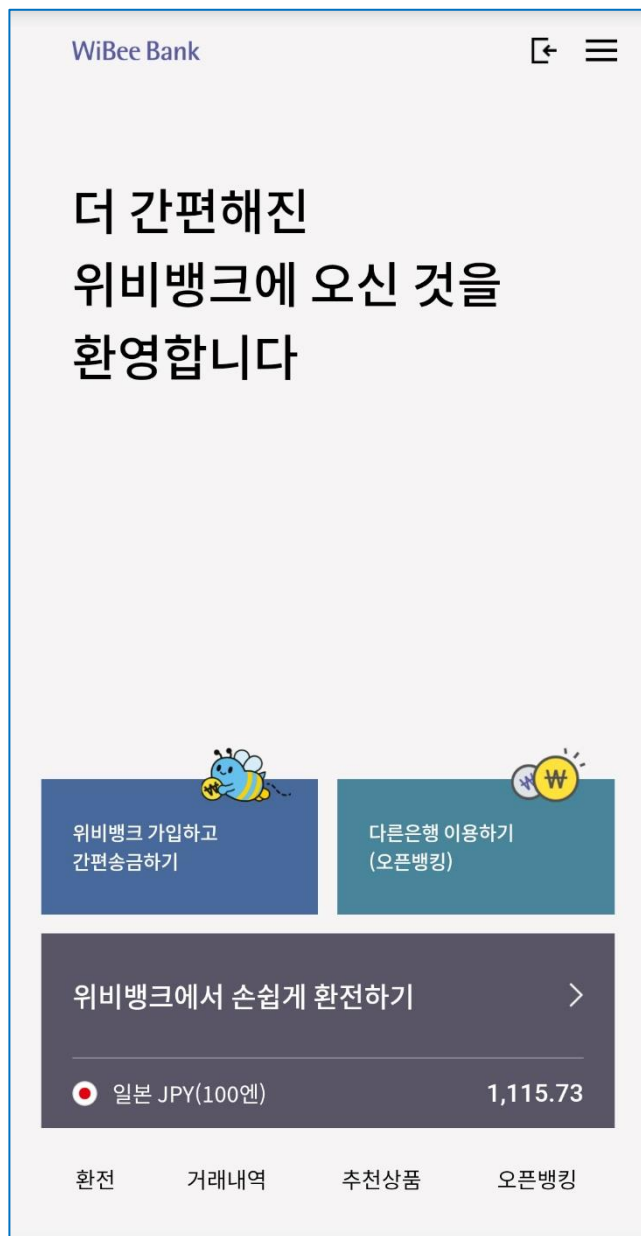 WiBee Bank
더 간편해진
위비뱅크에 오신 것을
환영합니다
₩
₩ ₩
위비뱅크 가입하고
간편송금하기
다른은행 이용하기
(오픈뱅킹)
위비뱅크에서 손쉽게 환전하기
일본 JPY(100엔) 1,115.73
환전 거래내역 추천상품 오픈뱅킹